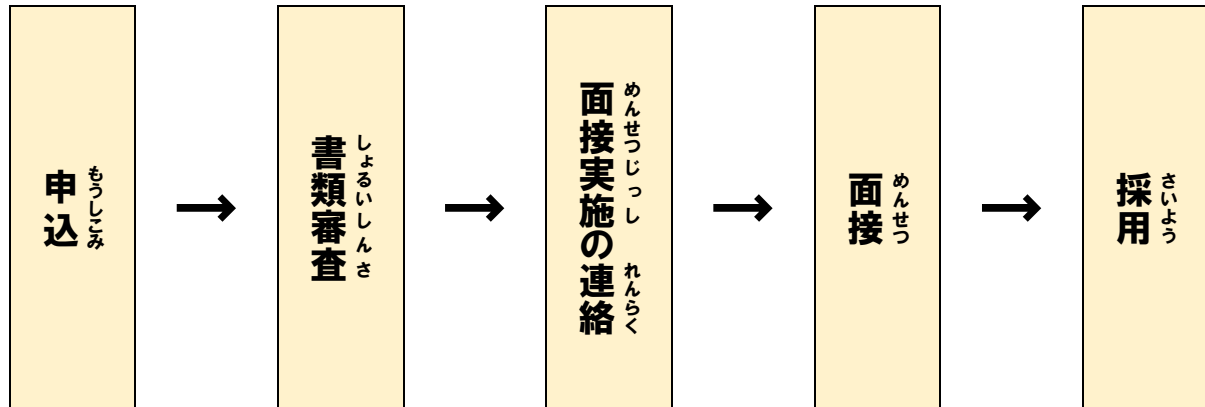 申込
もうしこみ
→
書類審査
しょるいしんさ
→
面接実施の連絡
めんせつじっし れんらく
→
面接
めんせつ
→
採用
さいよう